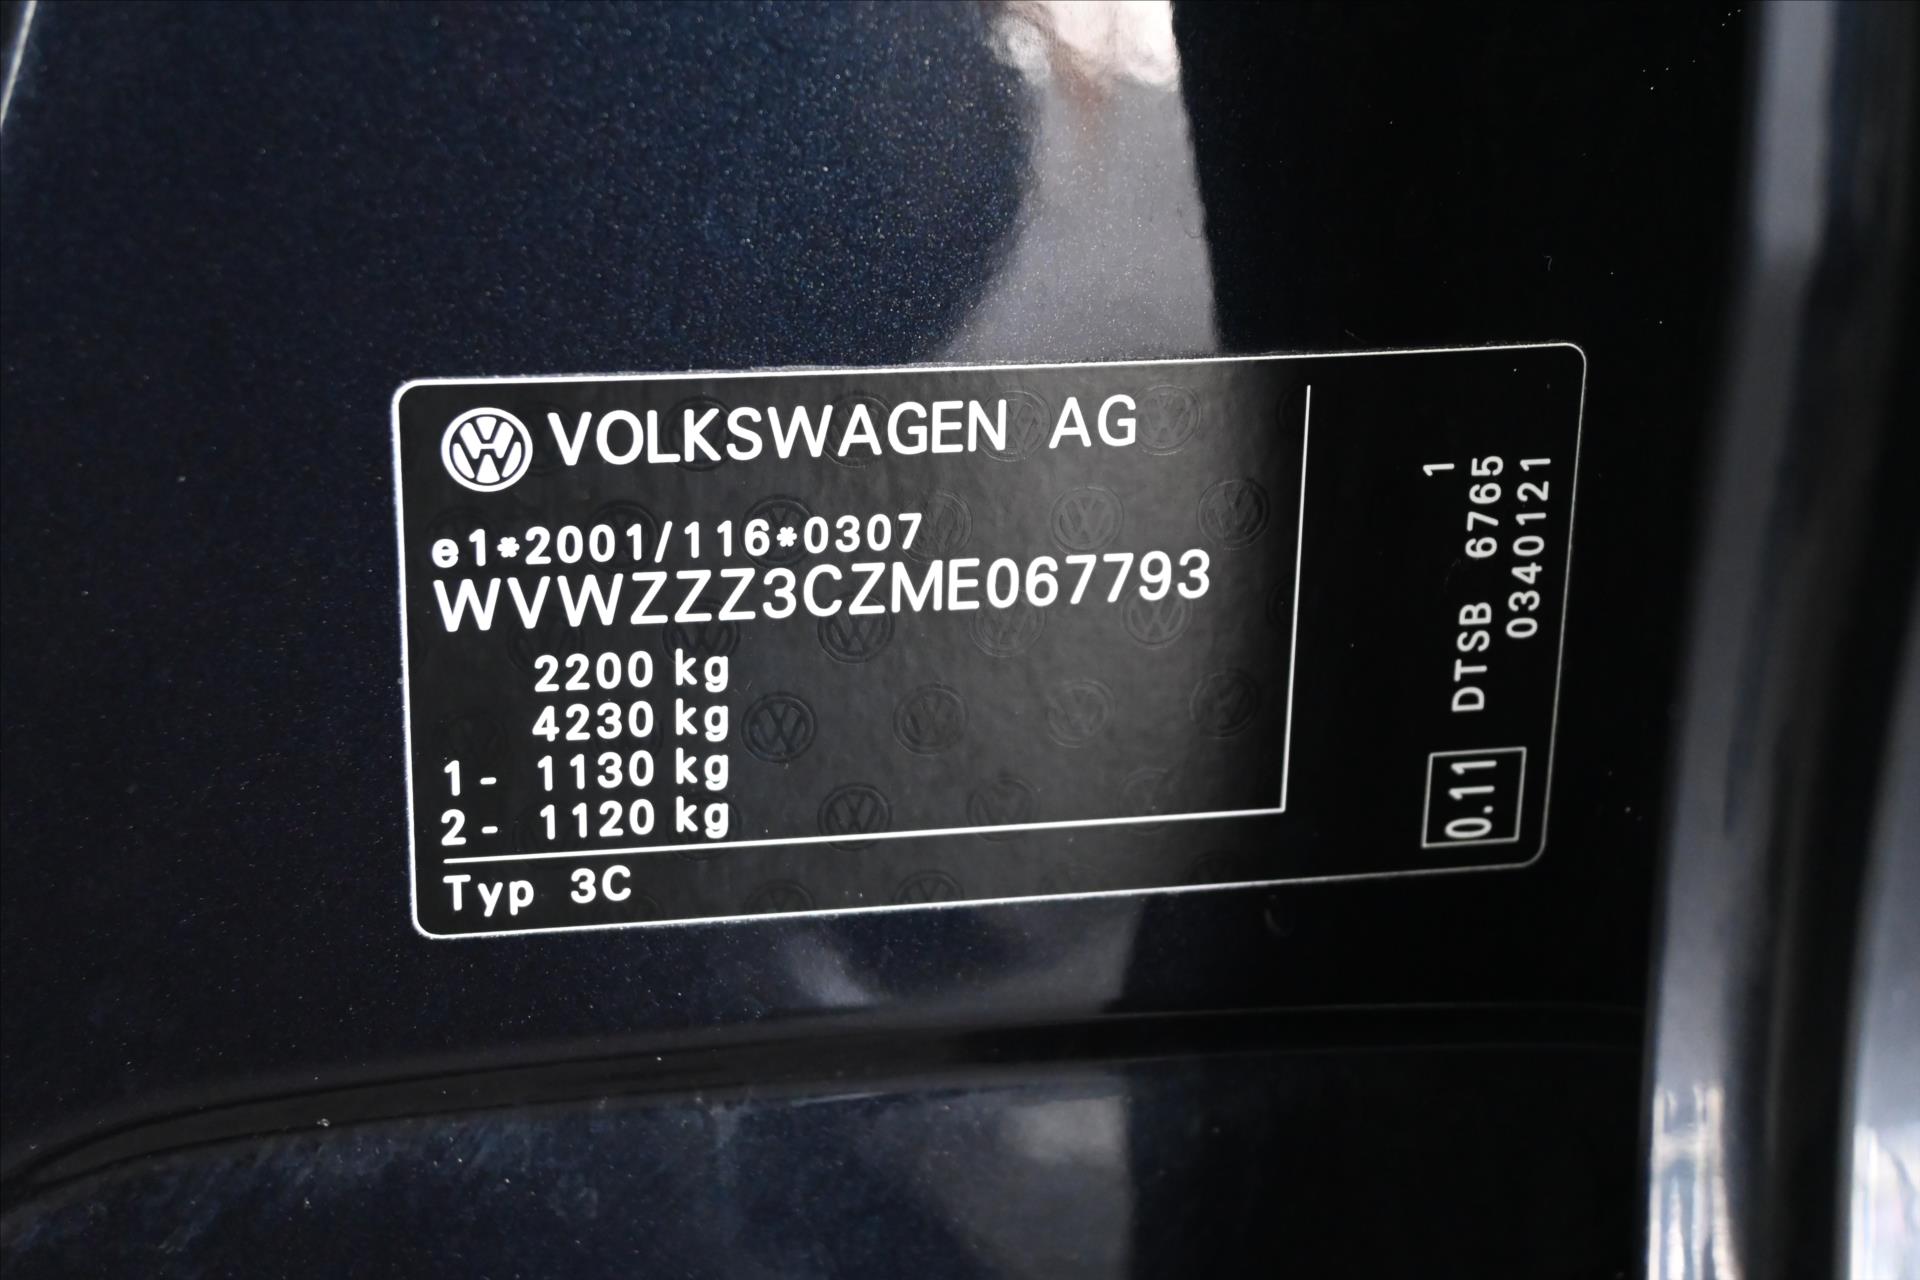 VOLKSWAGEN AG
e1*2001/116*0307
WVWZZZ3CZME067793
2200 kg
4230 kg
1- 1130 kg
2- 1120 kg
Typ 3C
1
0.11 DTSB 6765
0340121